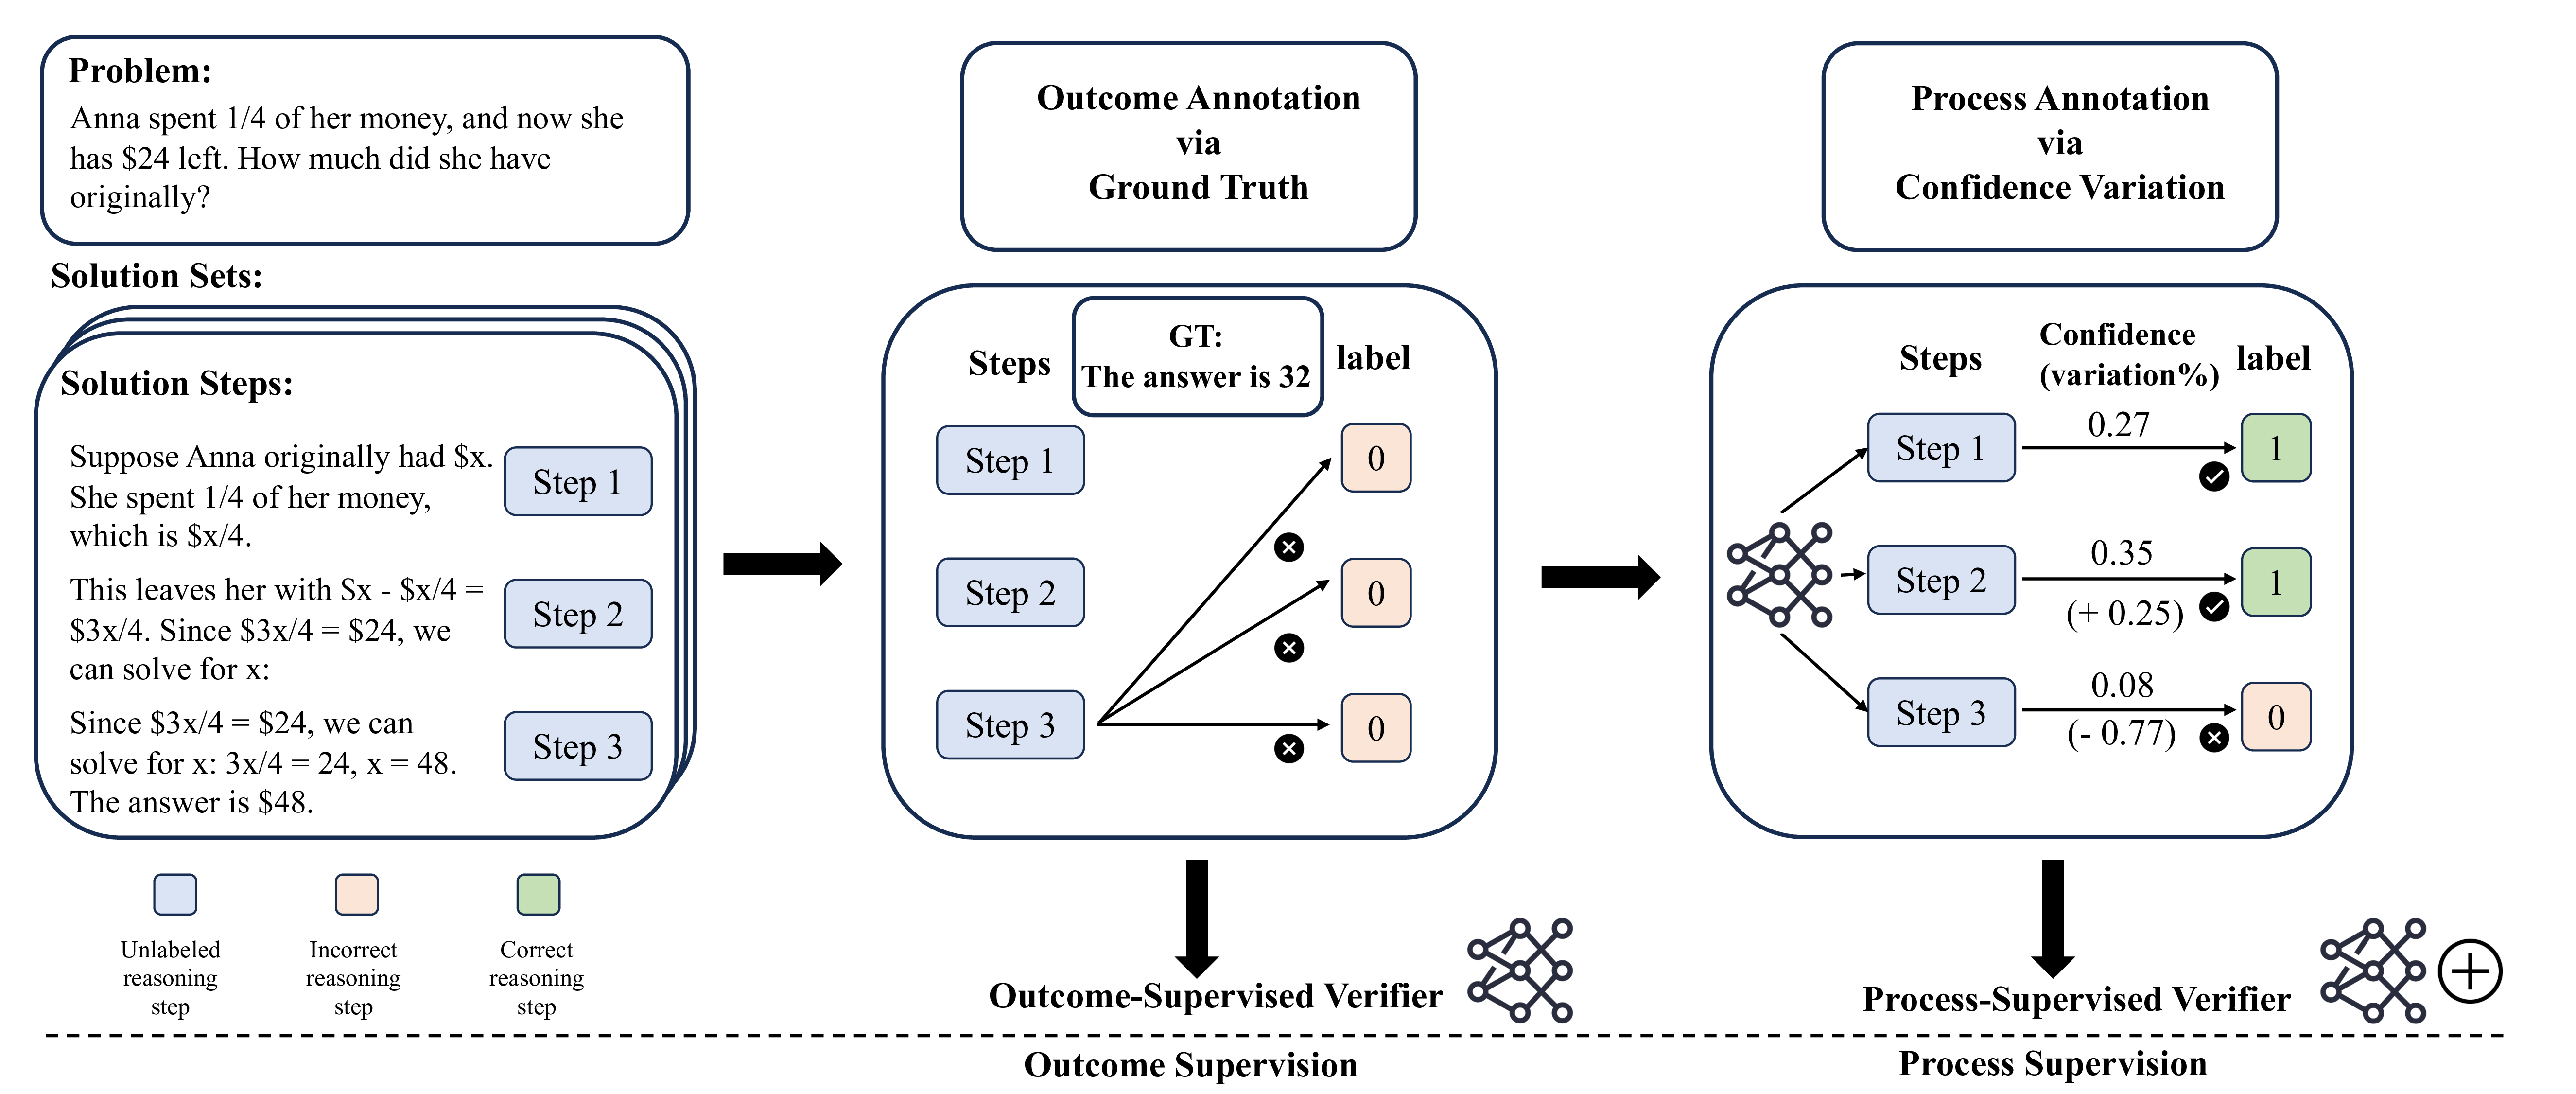 Problem:
Anna spent 1/4 of her money, and now she
has $24 left. How much did she have
originally?
Solution Sets:
Solution Steps:
Suppose Anna originally had $x.
She spent 1/4 of her money,
which is $x/4.
Step 1
This leaves her with $x - $x/4 =
$3x/4. Since $3x/4 = $24, we
can solve for x:
Step 2
Since $3x/4 = $24, we can
solve for x: 3x/4 = 24, x = 48.
The answer is $48.
Step 3
Unlabeled
reasoning
step
Incorrect
reasoning
step
Correct
reasoning
step
Outcome Annotation
via
Ground Truth
Steps
GT:
The answer is 32
label
Step 1
0
Step 2
0
Step 3
0
Outcome-Supervised Verifier
Outcome Supervision
Process Annotation
via
Confidence Variation
Steps
Confidence
(variation%)
label
Step 1
0.27
1
Step 2
0.35
(+ 0.25)
1
Step 3
0.08
(- 0.77)
0
Process-Supervised Verifier
Process Supervision